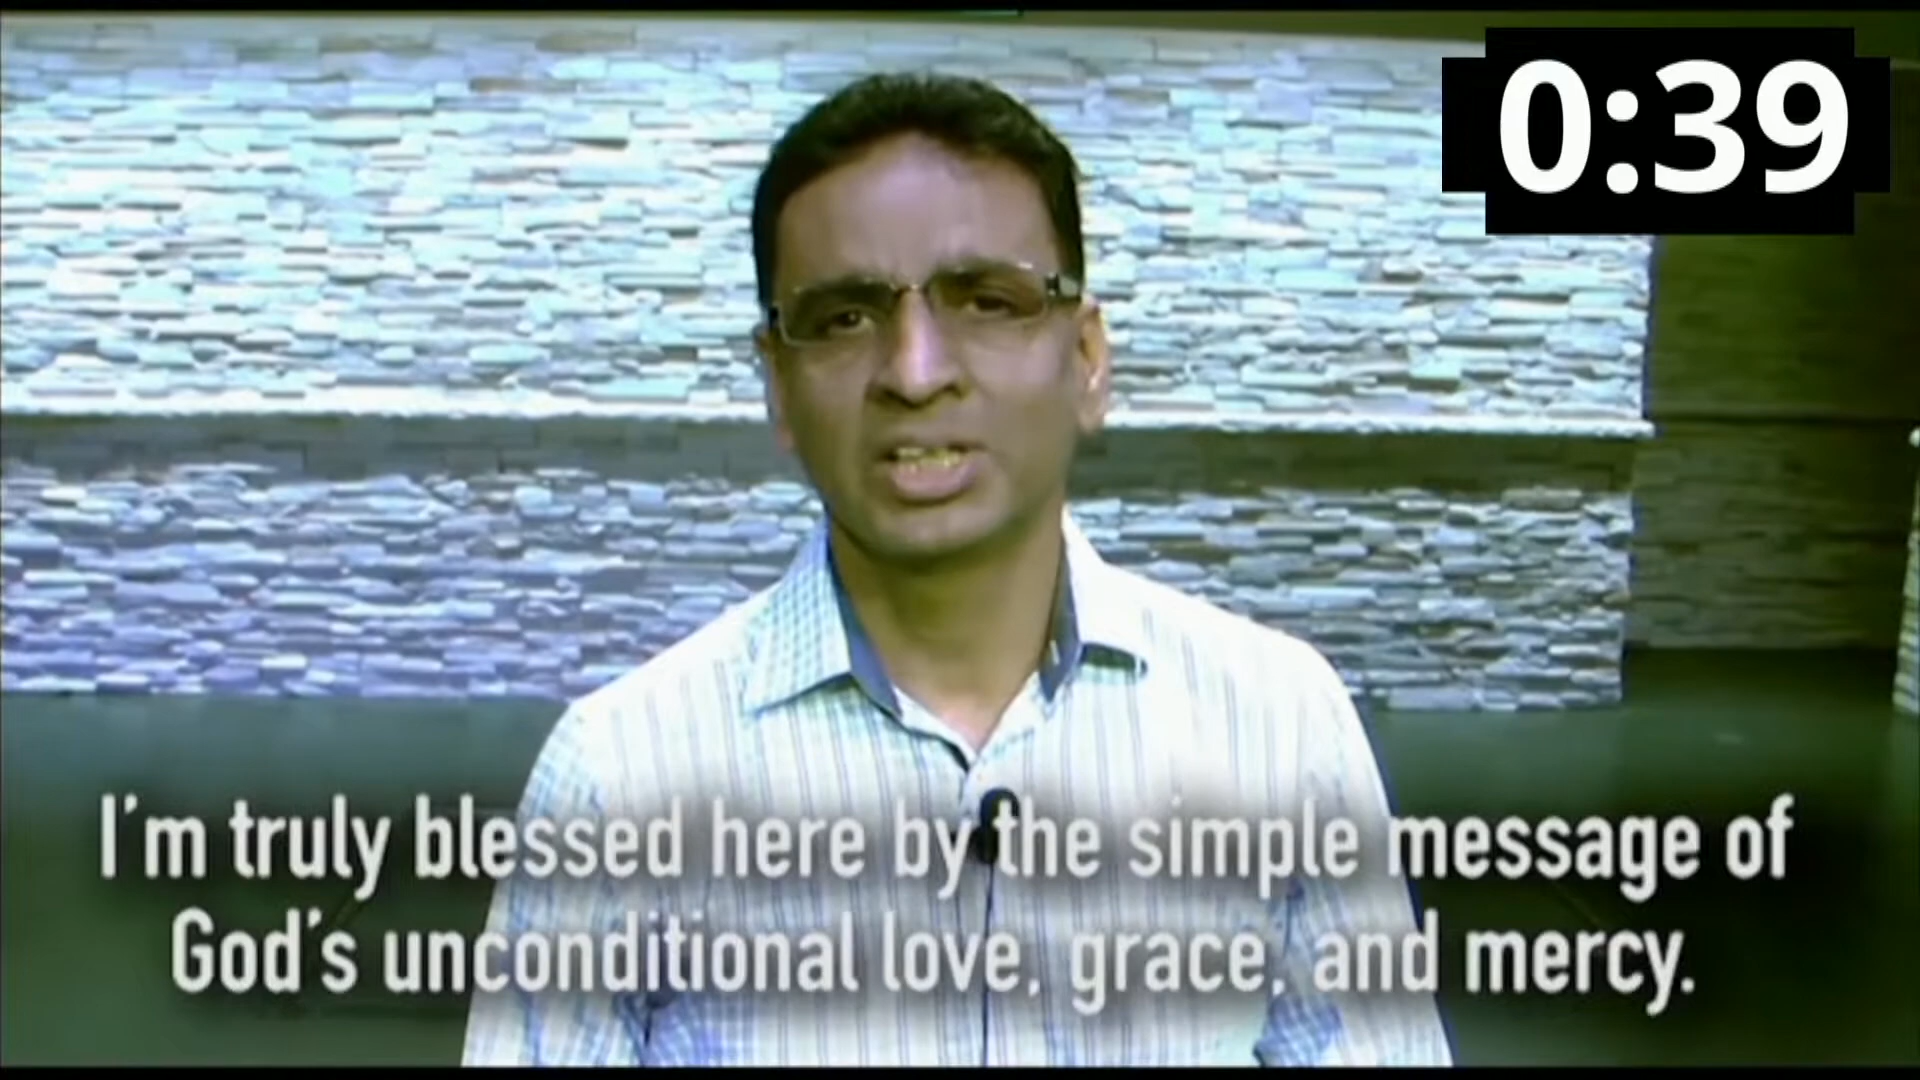 0:39
I'm truly blessed here by the simple message of
God's unconditional love, grace, and mercy.